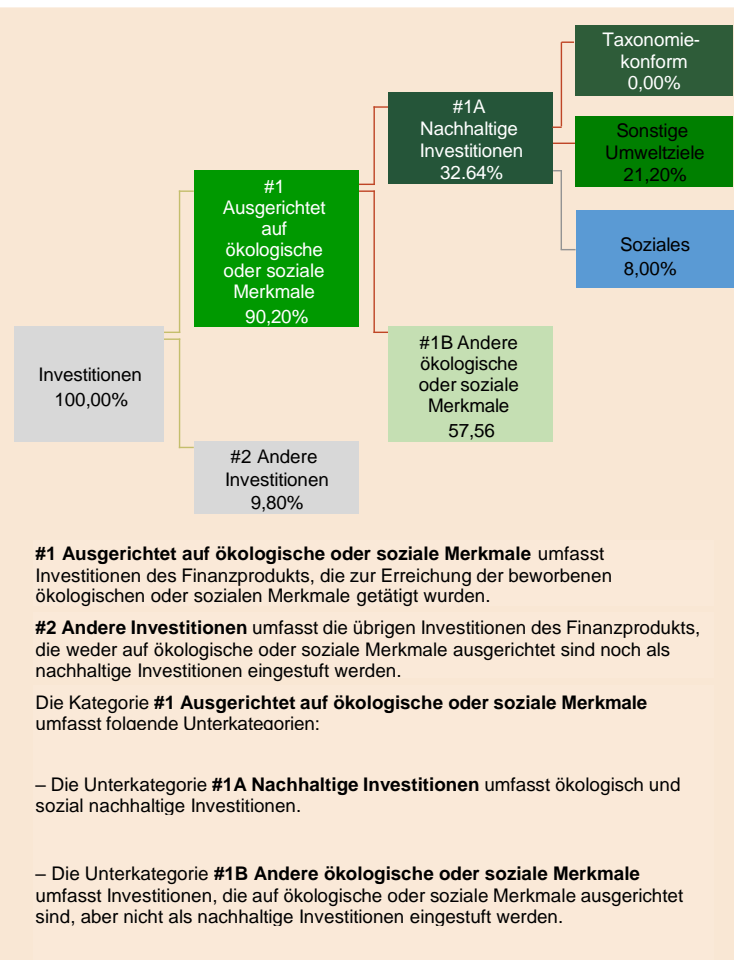 Taxonomie-
konform
0,00%
#1A
Nachhaltige
Investitionen
32.64%
Sonstige
Umweltziele
21,20%
#1
Ausgerichtet
auf
ökologische
oder soziale
Merkmale
90,20%
Soziales
8,00%
#1B Andere
ökologische
oder soziale
Merkmale
57,56
Investitionen
100,00%
#2 Andere
Investitionen
9,80%
#1 Ausgerichtet auf ökologische oder soziale Merkmale umfasst
Investitionen des Finanzprodukts, die zur Erreichung der beworbenen
ökologischen oder sozialen Merkmale getätigt wurden.
#2 Andere Investitionen umfasst die übrigen Investitionen des Finanzprodukts,
die weder auf ökologische oder soziale Merkmale ausgerichtet sind noch als
nachhaltige Investitionen eingestuft werden.
Die Kategorie #1 Ausgerichtet auf ökologische oder soziale Merkmale
umfasst folgende Unterkategorien:
– Die Unterkategorie #1A Nachhaltige Investitionen umfasst ökologisch und
sozial nachhaltige Investitionen.
– Die Unterkategorie #1B Andere ökologische oder soziale Merkmale
umfasst Investitionen, die auf ökologische oder soziale Merkmale ausgerichtet
sind, aber nicht als nachhaltige Investitionen eingestuft werden.